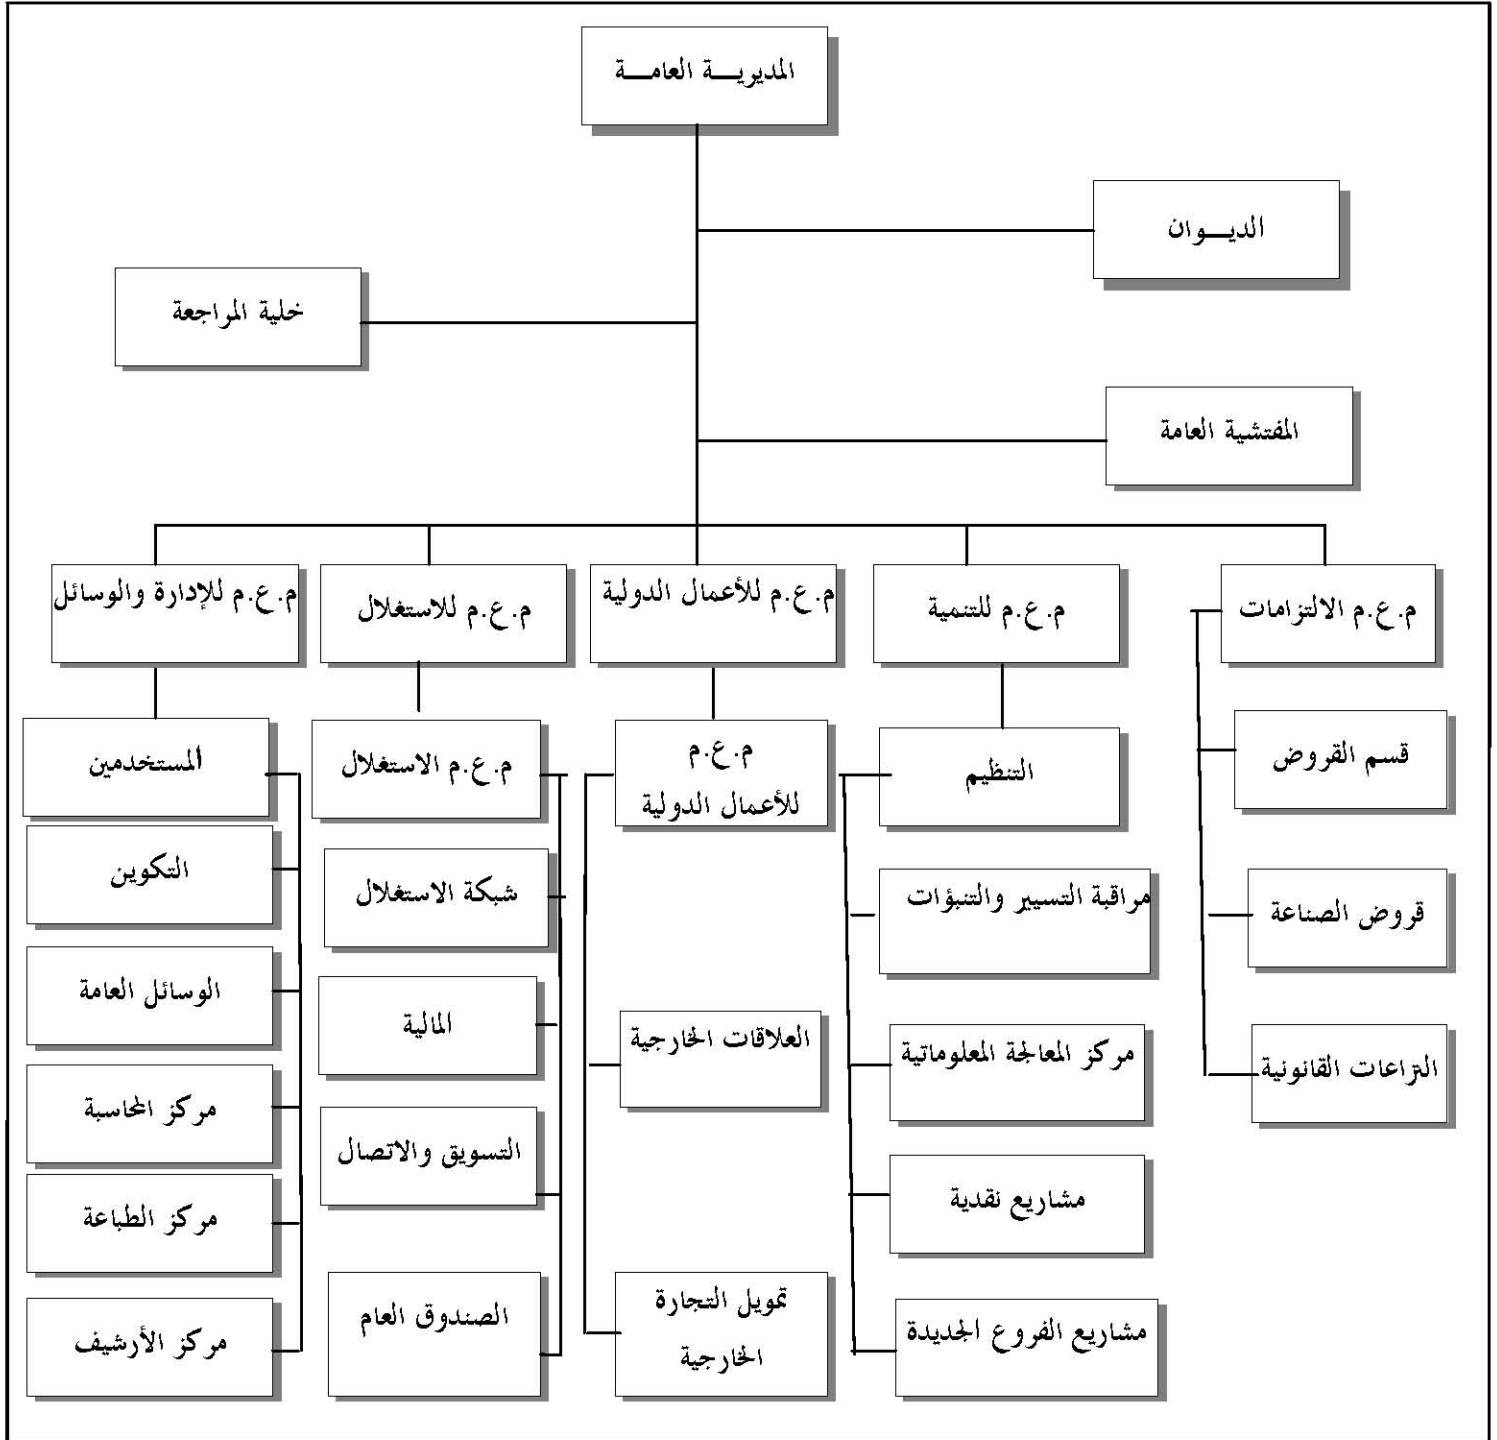 المديريـــة العامـــة
الديـــوان
خلية المراجعة
المفتشية العامة
م.ع.م الالتزامات
م.ع.م للتنمية
م.ع.م للأعمال الدولية
م.ع.م للاستغلال
م.ع.م للإدارة والوسائل
قسم القروض
قروض الصناعة
النزاعات القانونية
التنظيم
مراقبة التسيير والتنبؤات
مركز المعالجة المعلوماتية
مشاريع نقدية
مشاريع الفروع الجديدة
م.ع.م
للأعمال الدولية
العلاقات الخارجية
تمويل التجارة
الخارجية
م.ع.م الاستغلال
شبكة الاستغلال
المالية
التسويق والاتصال
الصندوق العام
المستخدمين
التكوين
الوسائل العامة
مركز المحاسبة
مركز الطباعة
مركز الأرشيف